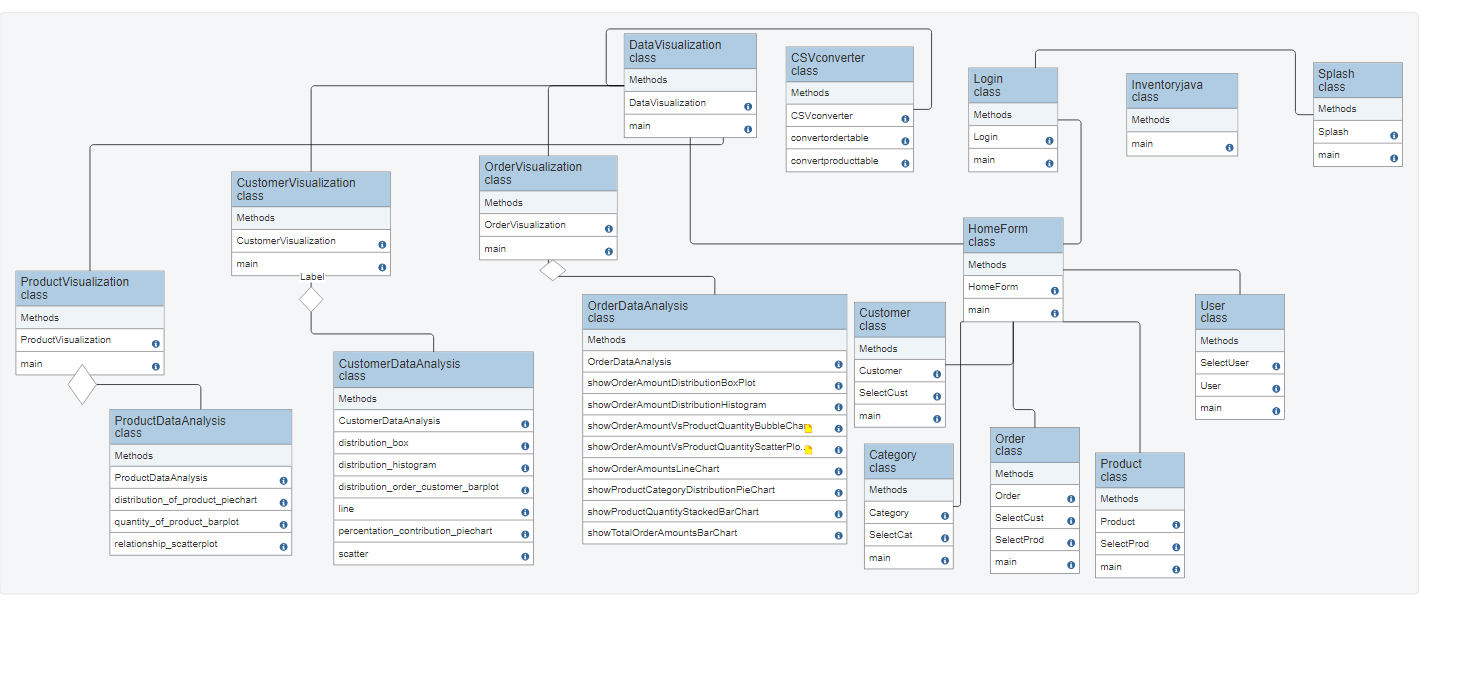 DataVisualization
class
Methods
DataVisualization
main
CSVconverter
class
Methods
CSVconverter
convertordertable
convertproducttable
Login
class
Methods
Login
main
Inventoryjava
class
Methods
main
Splash
class
Methods
Splash
main
CustomerVisualization
class
Methods
CustomerVisualization
main
Label
OrderVisualization
class
Methods
OrderVisualization
main
HomeForm
class
Methods
HomeForm
main
ProductVisualization
class
Methods
ProductVisualization
main
ProductDataAnalysis
class
Methods
ProductDataAnalysis
distribution_of_product_piechart
quantity_of_product_barplot
relationship_scatterplot
CustomerDataAnalysis
class
Methods
CustomerDataAnalysis
distribution_box
distribution_histogram
distribution_order_customer_barplot
line
percentation_contribution_piechart
scatter
OrderDataAnalysis
class
Methods
OrderDataAnalysis
showOrderAmountDistributionBoxPlot
showOrderAmountDistributionHistogram
showOrderAmountVsProductQuantityBubbleChart
showOrderAmountVsProductQuantityScatterPlo...
showOrderAmountsLineChart
showProductCategoryDistributionPieChart
showProductQuantityStackedBarChart
showTotalOrderAmountsBarChart
Customer
class
Methods
Customer
SelectCust
main
Category
class
Methods
Category
SelectCat
main
Order
class
Methods
Order
SelectCust
SelectProd
main
Product
class
Methods
Product
SelectProd
main
User
class
Methods
SelectUser
User
main